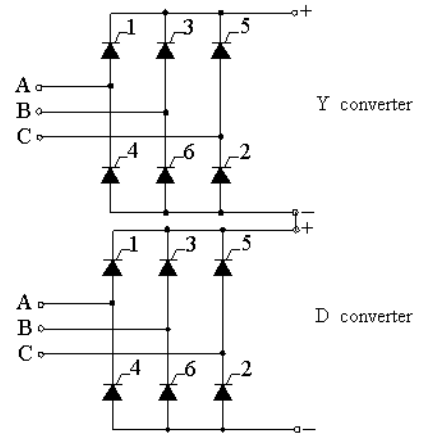 1 3 5 +
A
B
C
Y converter
4 6 2
−
+
1 3 5
A
B
C
D converter
4 6 2
−